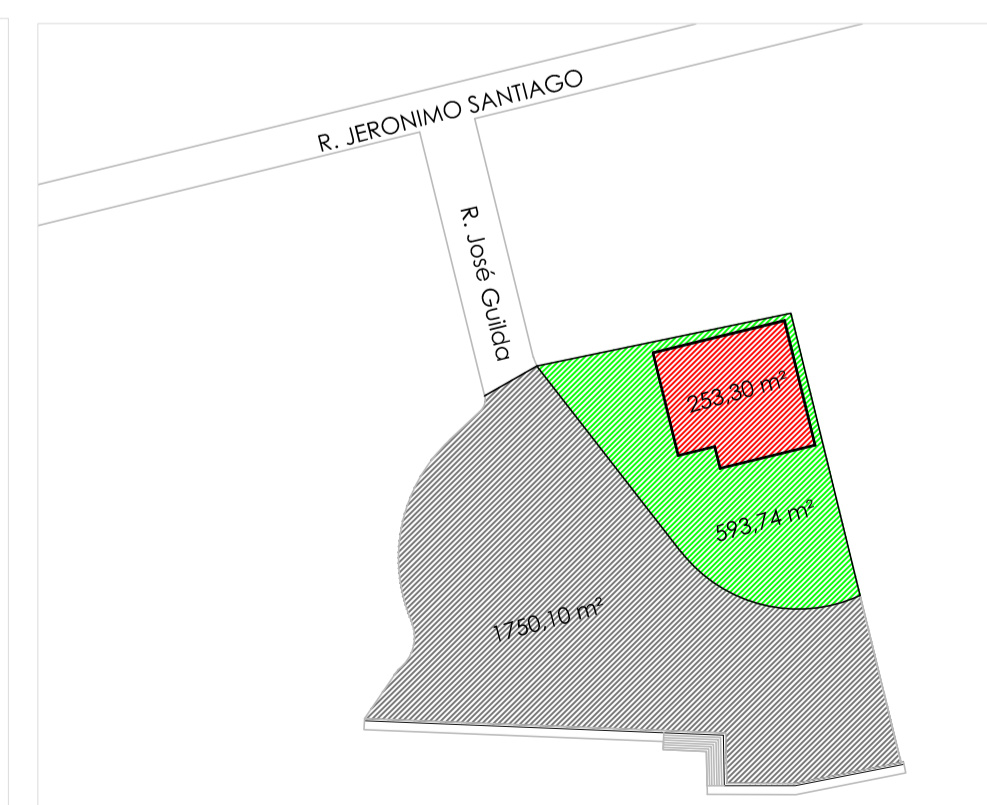 R. JERONIMO SANTIAGO
R. José Guilda
253,30 m²
593,74 m²
1750,10 m²